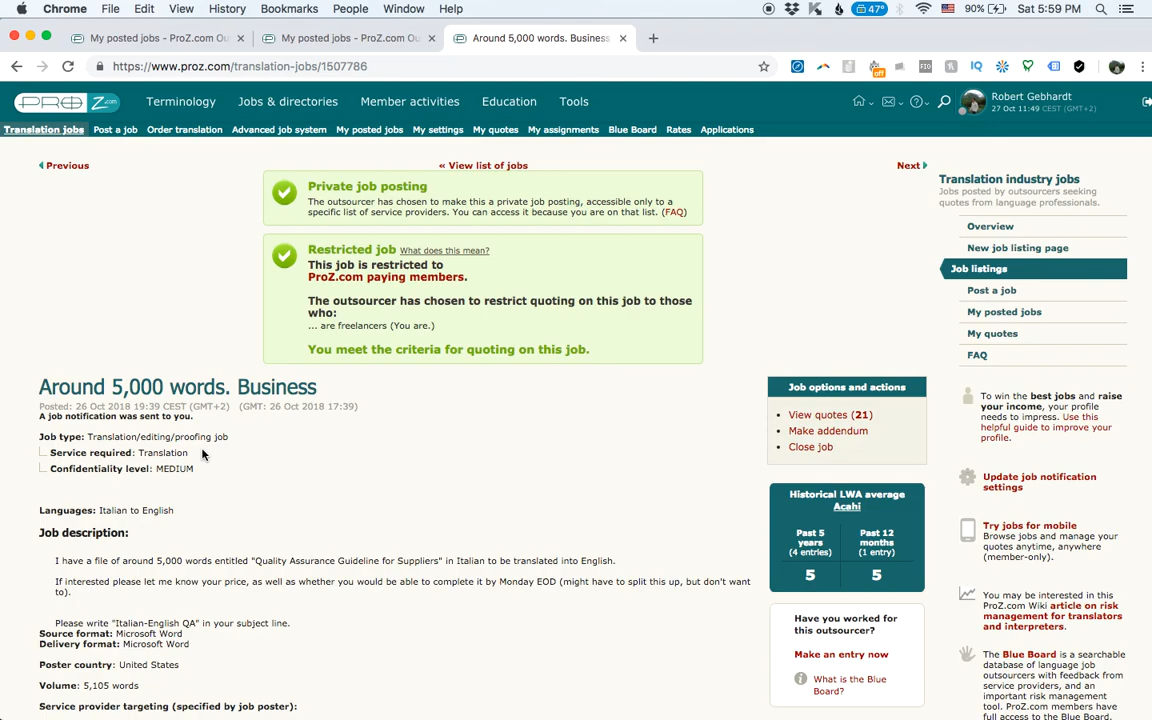 Chrome File Edit View History Bookmarks People Window Help
47° 90% Sat 5:59 PM
My posted jobs - ProZ.com Ou
My posted jobs - ProZ.com Ou
Around 5,000 words. Business
https://www.proz.com/translation-jobs/1507786
off FIG IQ
PROZ.com
Terminology Jobs & directories Member activities Education Tools
Robert Gebhardt
27 Oct 11:49 CEST (GMT+2)
Translation jobs Post a job Order translation Advanced job system My posted jobs My settings My quotes My assignments Blue Board Rates Applications
Previous « View list of jobs Next
Private job posting
The outsourcer has chosen to make this a private job posting, accessible only to a
specific list of service providers. You can access it because you are on that list. (FAQ)
Restricted job What does this mean?
This job is restricted to
ProZ.com paying members.
The outsourcer has chosen to restrict quoting on this job to those
who:
... are freelancers (You are.)
You meet the criteria for quoting on this job.
Around 5,000 words. Business
Posted: 26 Oct 2018 19:39 CEST (GMT+2) (GMT: 26 Oct 2018 17:39)
A job notification was sent to you.
Job type: Translation/editing/proofing job
Service required: Translation
Confidentiality level: MEDIUM
Languages: Italian to English
Job description:
I have a file of around 5,000 words entitled "Quality Assurance Guideline for Suppliers" in Italian to be translated into English.
If interested please let me know your price, as well as whether you would be able to complete it by Monday EOD (might have to split this up, but don't want
to).
Please write "Italian-English QA" in your subject line.
Source format: Microsoft Word
Delivery format: Microsoft Word
Poster country: United States
Volume: 5,105 words
Service provider targeting (specified by job poster):
Job options and actions
View quotes (21)
Make addendum
Close job
Historical LWA average
Acahi
Past 5 years (4 entries)
Past 12 months (1 entry)
5 5
Have you worked for
this outsourcer?
Make an entry now
What is the Blue
Board?
Translation industry jobs
Jobs posted by outsourcers seeking
quotes from language professionals.
Overview
New job listing page
Job listings
Post a job
My posted jobs
My quotes
FAQ
To win the best jobs and raise
your income, your profile
needs to impress. Use this
helpful guide to improve your
profile.
Update job notification
settings
Try jobs for mobile
Browse jobs and manage your
quotes anytime, anywhere
(member-only).
You may be interested in this
ProZ.com Wiki article on risk
management for translators
and interpreters.
The Blue Board is a searchable
database of language job
outsourcers with feedback from
service providers, and an
important risk management
tool. ProZ.com members have
full access to the Blue Board.